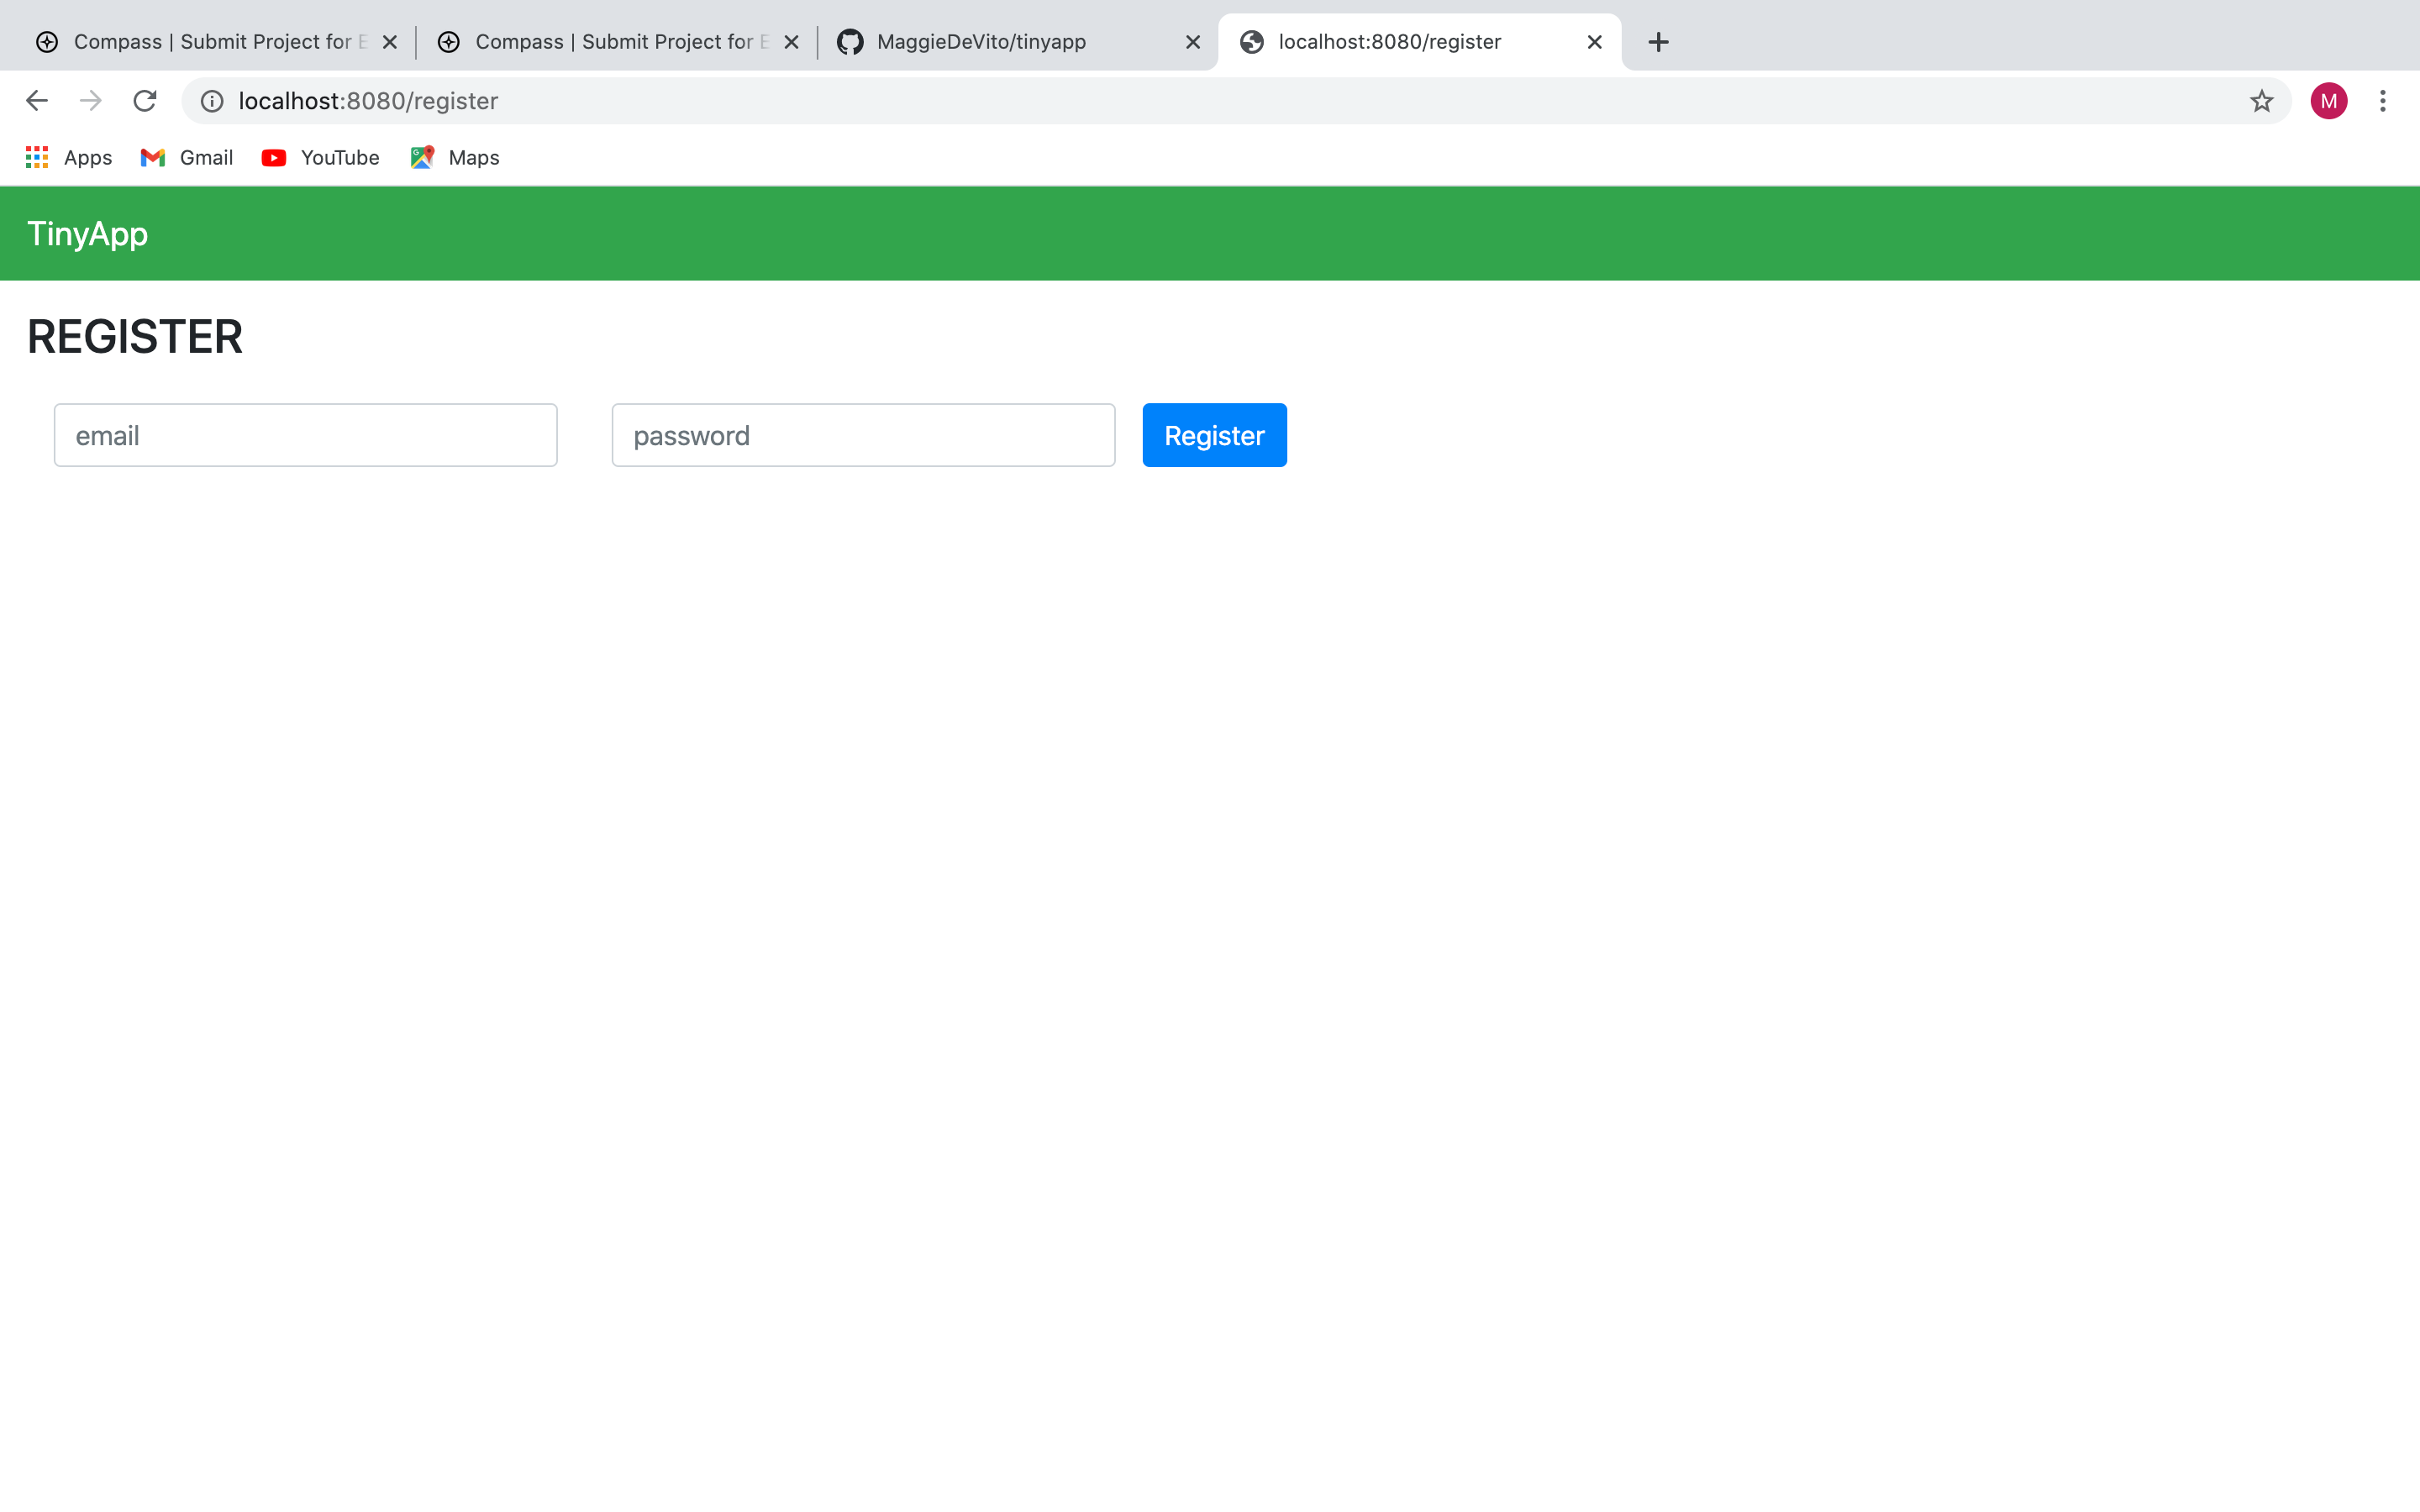 Compass | Submit Project for E
Compass | Submit Project for E
MaggieDeVito/tinyapp
localhost:8080/register
localhost:8080/register
M
Apps
Gmail
YouTube
Maps
TinyApp
REGISTER
email
password
Register